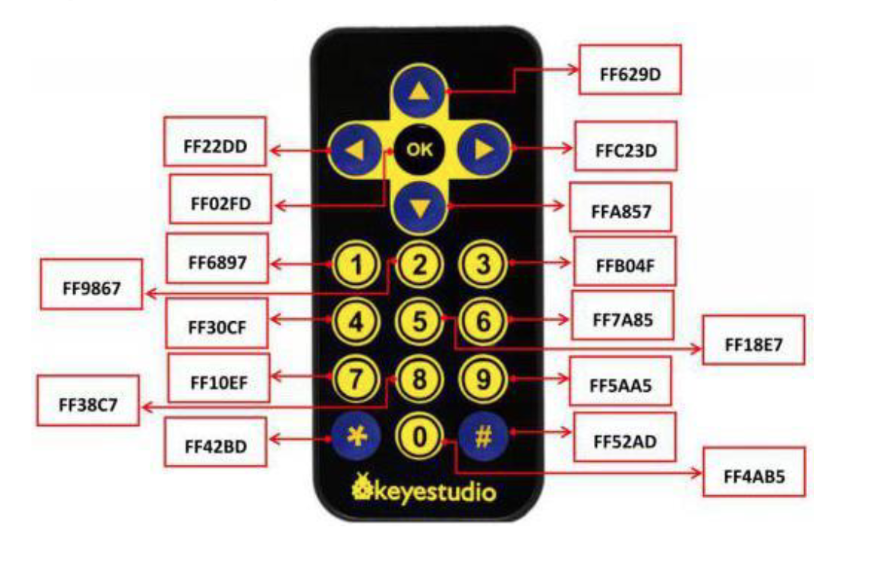 FF629D
FF22DD
OK
FFC23D
FF02FD
FFA857
FF6897
1
2
3
FFB04F
FF9867
FF30CF
4
5
6
FF7A85
FF18E7
FF10EF
7
8
9
FF5AA5
FF38C7
FF42BD
*
0
#
FF52AD
FF4AB5
keyestudio